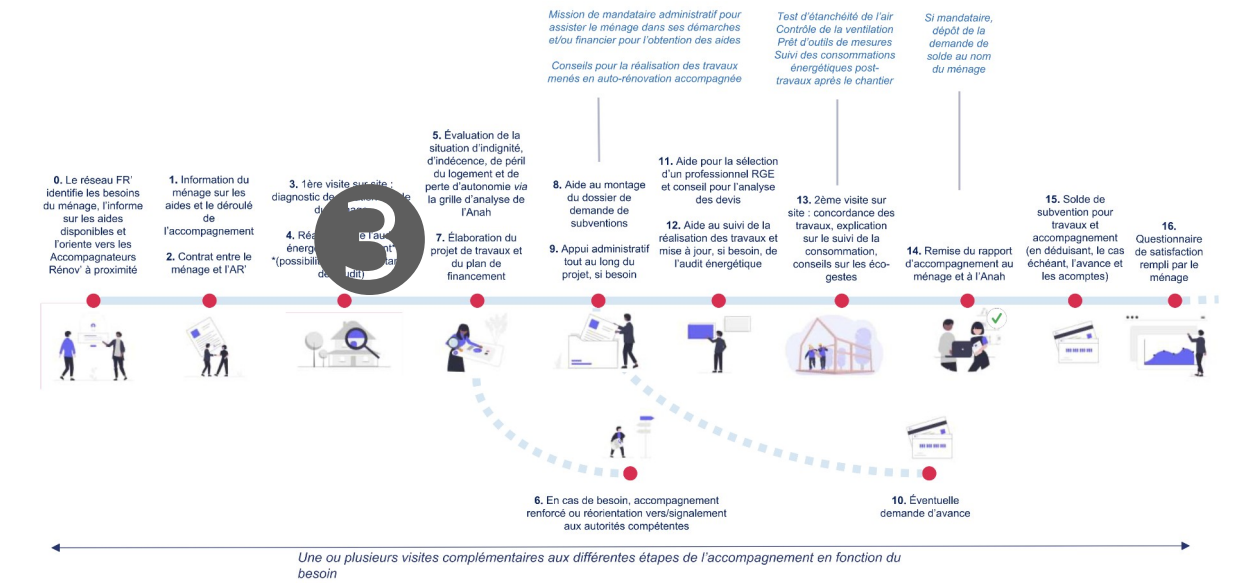 Mission de mandataire administratif pour
assister le ménage dans ses démarches
et/ou financier pour l'obtention des aides
Conseils pour la réalisation des travaux
menés en auto-rénovation accompagnée
Test d'étanchéité de l'air
Contrôle de la ventilation
Prêt d'outils de mesures
Suivi des consommations
énergétiques post-
travaux après le chantier
Si mandataire,
dépôt de la
demande de
solde au nom
du ménage
0. Le réseau FR'
identifie les besoins
du ménage, l'informe
sur les aides
disponibles et
l'oriente vers les
Accompagnateurs
Rénov' à proximité
1. Information du
ménage sur les
aides et le déroulé
de
l'accompagnement
2. Contrat entre le
ménage et l'AR'
3. 1ère visite sur site :
diagnostic de
4.
énerg
*(possibili
3
5. Évaluation de la
situation d'indignité,
d'indécence, de péril
du logement et de
perte d'autonomie via
la grille d'analyse de
l'Anah
7. Élaboration du
projet de travaux et
du plan de
financement
8. Aide au montage
du dossier de
demande de
subventions
9. Appui administratif
tout au long du
projet, si besoin
11. Aide pour la sélection
d'un professionnel RGE
et conseil pour l'analyse
des devis
12. Aide au suivi de la
réalisation des travaux et
mise à jour, si besoin, de
l'audit énergétique
13. 2ème visite sur
site : concordance des
travaux, explication
sur le suivi de la
consommation,
conseils sur les éco-
gestes
14. Remise du rapport
d'accompagnement au
ménage et à l'Anah
15. Solde de
subvention pour
travaux et
accompagnement
(en déduisant, le cas
échéant, l'avance et
les acomptes)
16.
Questionnaire
de satisfaction
rempli par le
ménage
6. En cas de besoin, accompagnement
renforcé ou réorientation vers/signalement
aux autorités compétentes
10. Éventuelle
demande d'avance
Une ou plusieurs visites complémentaires aux différentes étapes de l'accompagnement en fonction du
besoin